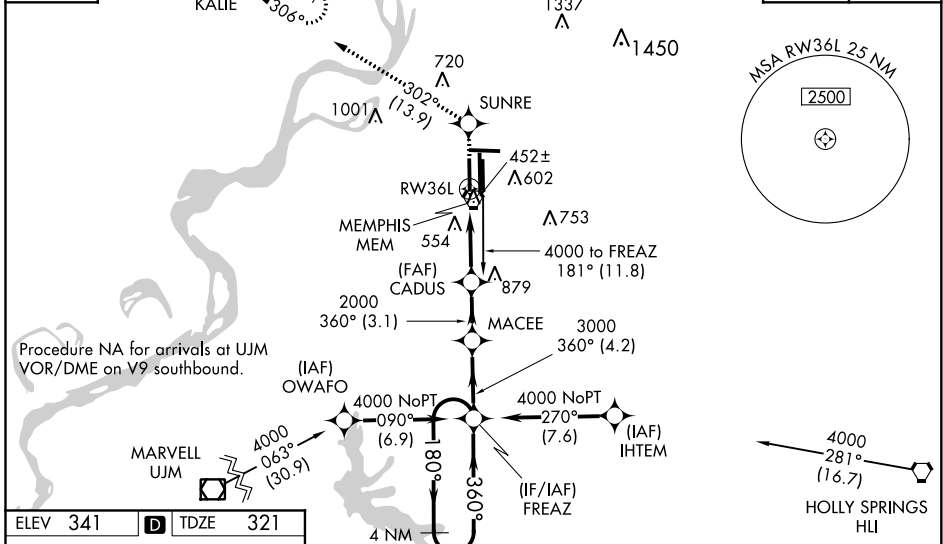 KALIE
306°
1337
1450
MSA RW36L 25 NM
2500
720
302°
(13.9)
1001
SUNRE
452±
602
RW36L
MEMPHIS
MEM
554
753
4000 to FREAZ
181° (11.8)
(FAF)
CADUS
879
2000
360° (3.1)
MACEE
3000
360° (4.2)
Procedure NA for arrivals at UJM
VOR/DME on V9 southbound.
(IAF)
OWAFO
4000 NoPT
090°
(6.9)
4000 NoPT
270°
(7.6)
(IAF)
IHTEM
MARVELL
UJM
4000
063°
(30.9)
180°
360°
(IF/IAF)
FREAZ
4000
281°
(16.7)
HOLLY SPRINGS
HLI
4 NM
ELEV 341 D TDZE 321